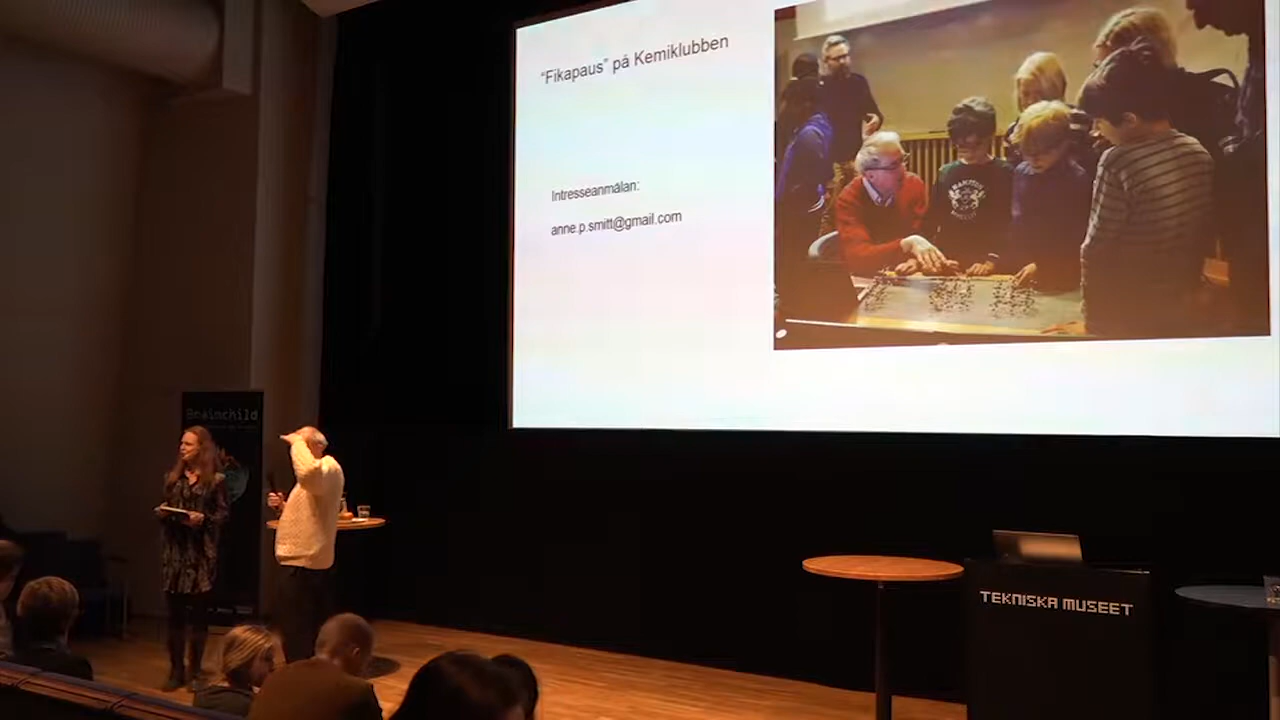 "Fikapaus" på Kemiklubben
Intresseanmälan:
anne.p.smitt@gmail.com
Brainchild
TEKNISKA MUSEET